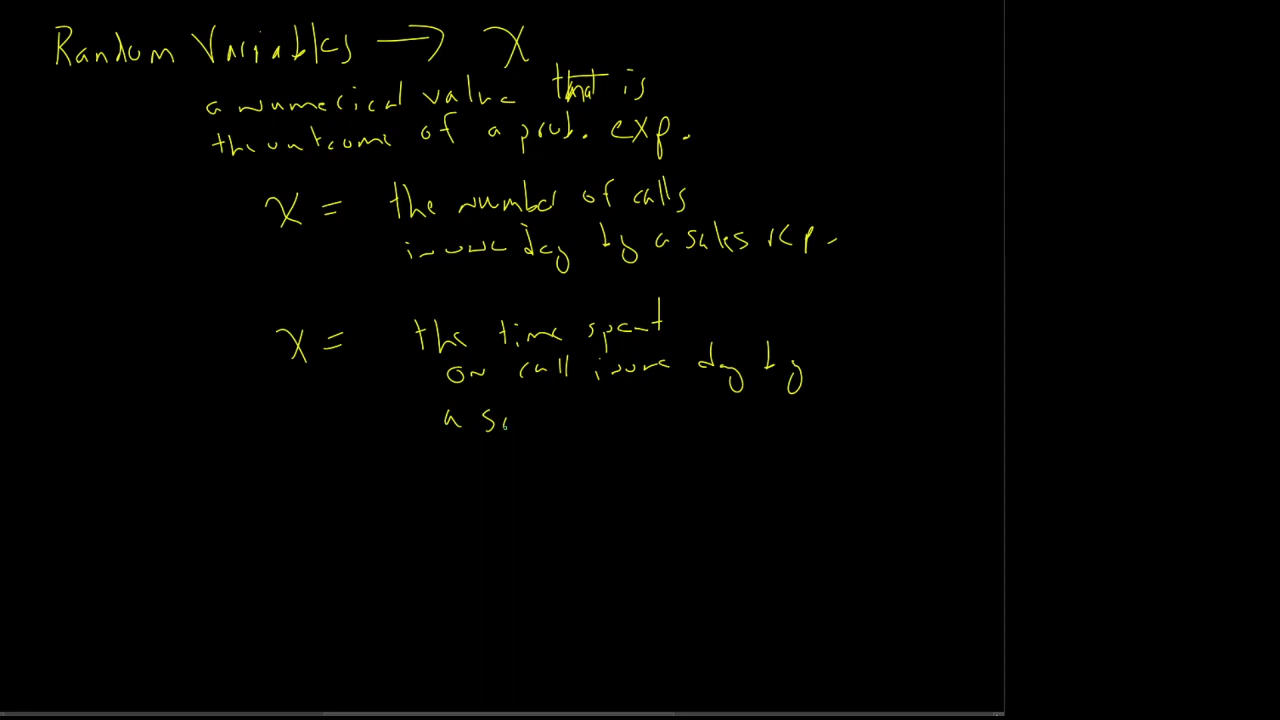 Random Variables → X
a numerical value that is
the outcome of a prob. exp.
X = the number of calls
in one day by a sales rep.
X = the time spent
on call in one day by
a sa